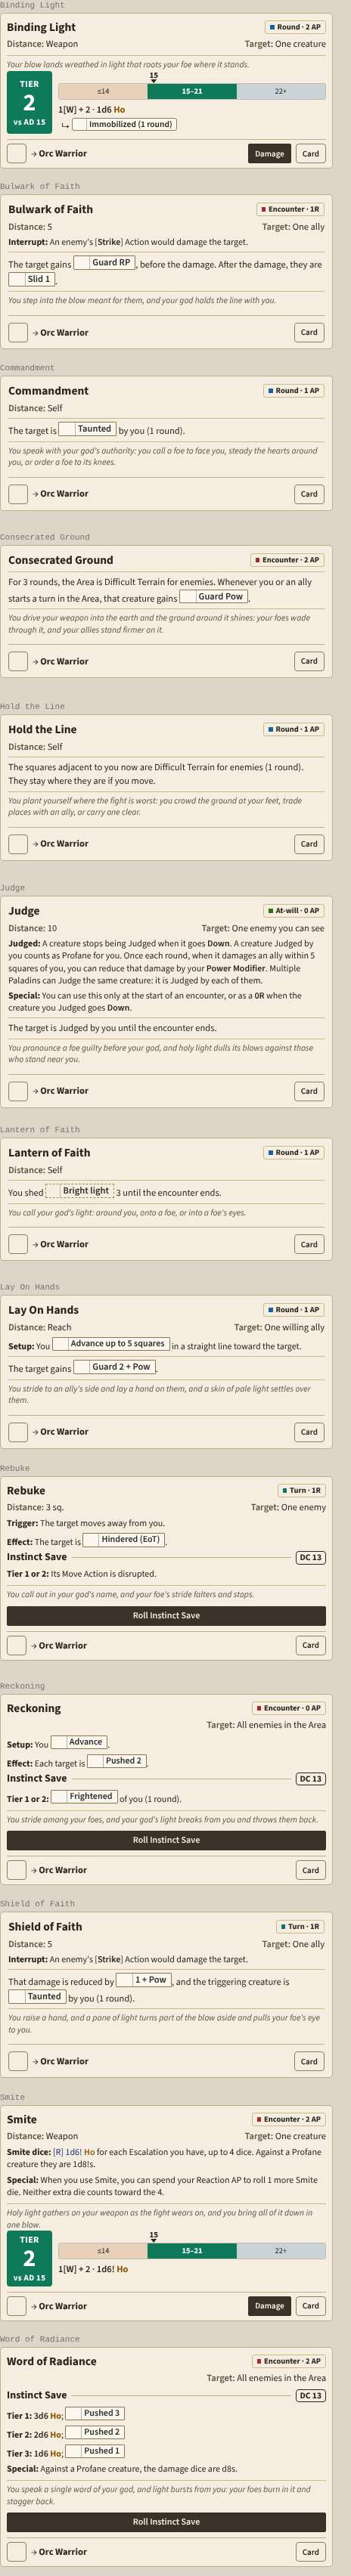 Binding Light
Binding Light
Round · 2 AP
Distance: Weapon
Target: One creature
Your blow lands wreathed in light that roots your foe where it stands.
TIER
2
vs AD 15
15
≤14
15–21
22+
1[W] + 2 · 1d6 Ho
↪ Immobilized (1 round)
→ Orc Warrior
Damage
Card
Bulwark of Faith
Bulwark of Faith
Encounter · 1R
Distance: 5
Target: One ally
Interrupt: An enemy's [Strike] Action would damage the target.
The target gains Guard RP, before the damage. After the damage, they are
Slid 1.
You step into the blow meant for them, and your god holds the line with you.
→ Orc Warrior
Card
Commandment
Commandment
Round · 1 AP
Distance: Self
The target is Taunted by you (1 round).
You speak with your god's authority: you call a foe to face you, steady the hearts around
you, or order a foe to its knees.
→ Orc Warrior
Card
Consecrated Ground
Consecrated Ground
Encounter · 2 AP
For 3 rounds, the Area is Difficult Terrain for enemies. Whenever you or an ally
starts a turn in the Area, that creature gains Guard Pow.
You drive your weapon into the earth and the ground around it shines: your foes wade
through it, and your allies stand firmer on it.
→ Orc Warrior
Card
Hold the Line
Hold the Line
Round · 1 AP
Distance: Self
The squares adjacent to you now are Difficult Terrain for enemies (1 round).
They stay where they are if you move.
You plant yourself where the fight is worst: you crowd the ground at your feet, trade
places with an ally, or carry one clear.
→ Orc Warrior
Card
Judge
Judge
At-will · 0 AP
Distance: 10
Target: One enemy you can see
Judged: A creature stops being Judged when it goes Down. A creature Judged by
you counts as Profane for you. Once each round, when it damages an ally within 5
squares of you, you can reduce that damage by your Power Modifier. Multiple
Paladins can Judge the same creature: it is Judged by each of them.
Special: You can use this only at the start of an encounter, or as a 0R when the
creature you Judged goes Down.
The target is Judged by you until the encounter ends.
You pronounce a foe guilty before your god, and holy light dulls its blows against those
who stand near you.
→ Orc Warrior
Card
Lantern of Faith
Lantern of Faith
Round · 1 AP
Distance: Self
You shed Bright light 3 until the encounter ends.
You call your god's light: around you, onto a foe, or into a foe's eyes.
→ Orc Warrior
Card
Lay On Hands
Lay On Hands
Round · 1 AP
Distance: Reach
Target: One willing ally
Setup: You Advance up to 5 squares in a straight line toward the target.
The target gains Guard 2 + Pow.
You stride to an ally's side and lay a hand on them, and a skin of pale light settles over
them.
→ Orc Warrior
Card
Rebuke
Rebuke
Turn · 1R
Distance: 3 sq.
Target: One enemy
Trigger: The target moves away from you.
Effect: The target is Hindered (EoT).
Instinct Save
DC 13
Tier 1 or 2: Its Move Action is disrupted.
You call out in your god's name, and your foe's stride falters and stops.
Roll Instinct Save
→ Orc Warrior
Card
Reckoning
Reckoning
Encounter · 0 AP
Target: All enemies in the Area
Setup: You Advance.
Effect: Each target is Pushed 2.
Instinct Save
DC 13
Tier 1 or 2: Frightened of you (1 round).
You stride among your foes, and your god's light breaks from you and throws them back.
Roll Instinct Save
→ Orc Warrior
Card
Shield of Faith
Shield of Faith
Turn · 1R
Distance: 5
Target: One ally
Interrupt: An enemy's [Strike] Action would damage the target.
That damage is reduced by 1 + Pow, and the triggering creature is
Taunted by you (1 round).
You raise a hand, and a pane of light turns part of the blow aside and pulls your foe's eye
to you.
→ Orc Warrior
Card
Smite
Smite
Encounter · 2 AP
Distance: Weapon
Target: One creature
Smite dice: [R] 1d6! Ho for each Escalation you have, up to 4 dice. Against a Profane
creature they are 1d8!s.
Special: When you use Smite, you can spend your Reaction AP to roll 1 more Smite
die. Neither extra die counts toward the 4.
Holy light gathers on your weapon as the fight wears on, and you bring all of it down in
one blow.
TIER
2
vs AD 15
15
≤14
15–21
22+
1[W] + 2 · 1d6! Ho
→ Orc Warrior
Damage
Card
Word of Radiance
Word of Radiance
Encounter · 2 AP
Target: All enemies in the Area
Instinct Save
DC 13
Tier 1: 3d6 Ho; Pushed 3
Tier 2: 2d6 Ho; Pushed 2
Tier 3: 1d6 Ho; Pushed 1
Special: Against a Profane creature, the damage dice are d8s.
You speak a single word of your god, and light bursts from you: your foes burn in it and
stagger back.
Roll Instinct Save
→ Orc Warrior
Card